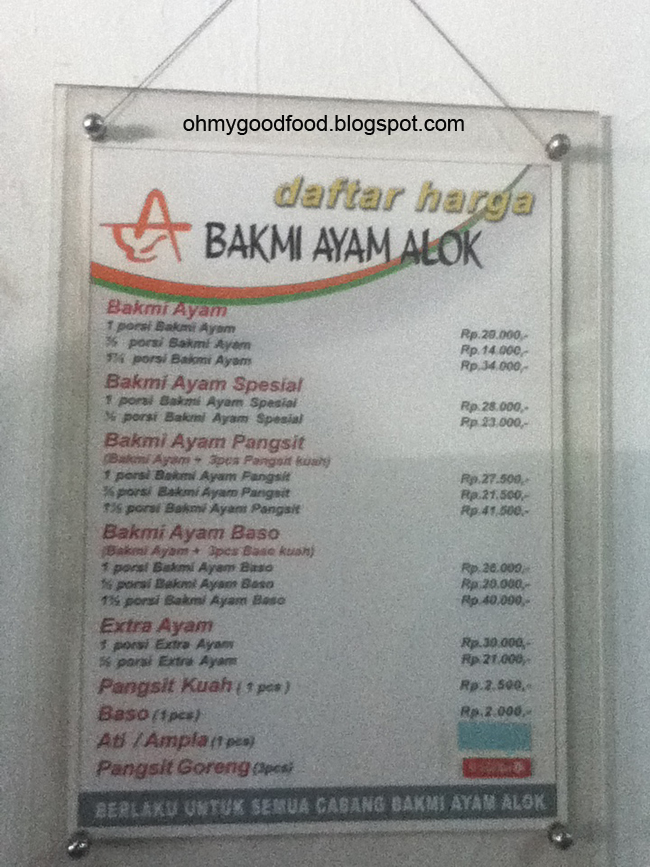 ohmygoodfood.blogspot.com
daftar harga
BAKMI AYAM ALOK
Bakmi Ayam
1 porsi Bakmi Ayam Rp.20.000,-
½ porsi Bakmi Ayam Rp.14.000,-
1½ porsi Bakmi Ayam Rp.34.000,-
Bakmi Ayam Spesial
1 porsi Bakmi Ayam Spesial Rp.28.000,-
½ porsi Bakmi Ayam Spesial Rp.23.000,-
Bakmi Ayam Pangsit
(Bakmi Ayam + 3pcs Pangsit kuah)
1 porsi Bakmi Ayam Pangsit Rp.27.500,-
½ porsi Bakmi Ayam Pangsit Rp.21.500,-
1½ porsi Bakmi Ayam Pangsit Rp.41.500,-
Bakmi Ayam Baso
(Bakmi Ayam + 3pcs Baso kuah)
1 porsi Bakmi Ayam Baso Rp.26.000,-
½ porsi Bakmi Ayam Baso Rp.20.000,-
1½ porsi Bakmi Ayam Baso Rp.40.000,-
Extra Ayam
1 porsi Extra Ayam Rp.30.000,-
½ porsi Extra Ayam Rp.21.000,-
Pangsit Kuah ( 1 pcs ) Rp.2.500,-
Baso (1pcs) Rp.2.000,-
Ati / Ampla (1pcs)
Pangsit Goreng (3pcs)
BERLAKU UNTUK SEMUA CABANG BAKMI AYAM ALOK